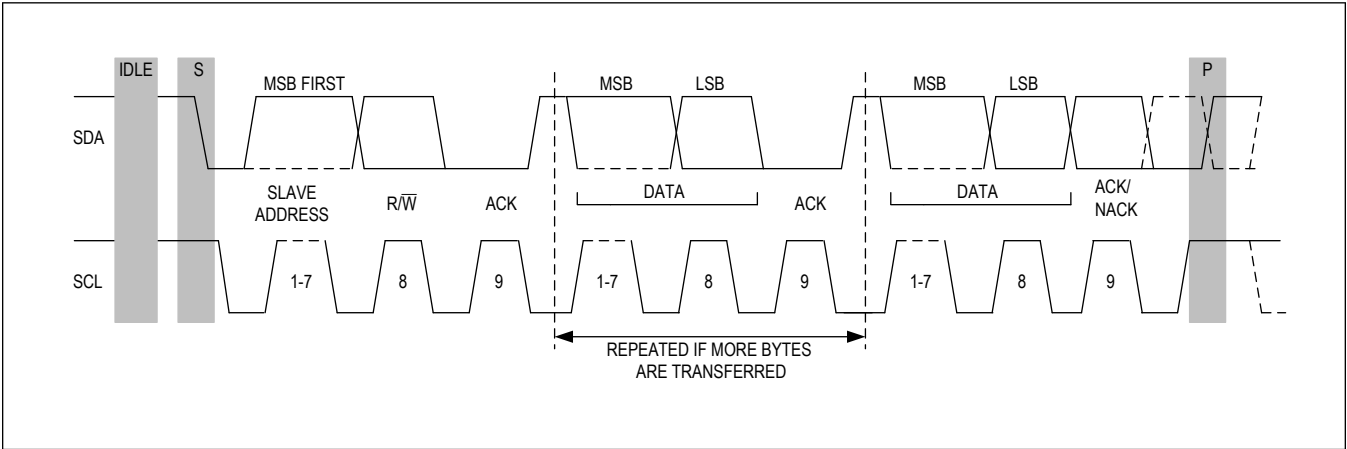 IDLE S P
MSB FIRST MSB LSB MSB LSB
SDA
SLAVE ADDRESS R/W̅ ACK DATA ACK DATA ACK/ NACK
SCL 1-7 8 9 1-7 8 9 1-7 8 9
REPEATED IF MORE BYTES
ARE TRANSFERRED